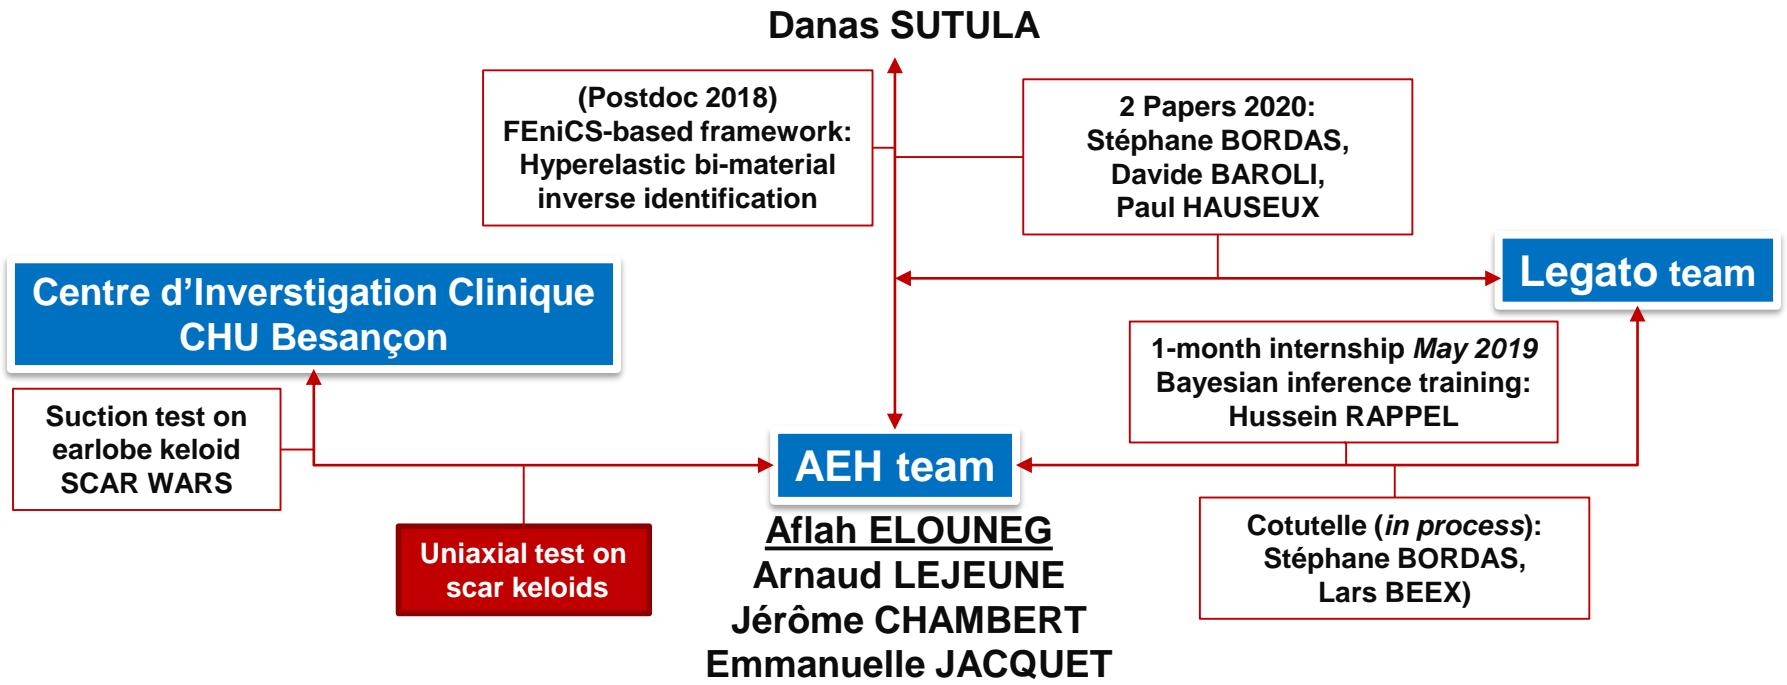 Danas SUTULA
(Postdoc 2018)
FEniCS-based framework:
Hyperelastic bi-material
inverse identification
2 Papers 2020:
Stéphane BORDAS,
Davide BAROLI,
Paul HAUSEUX
Centre d’Inverstigation Clinique
CHU Besançon
Legato team
Suction test on
earlobe keloid
SCAR WARS
1-month internship May 2019
Bayesian inference training:
Hussein RAPPEL
AEH team
Uniaxial test on
scar keloids
Aflah ELOUNEG
Arnaud LEJEUNE
Jérôme CHAMBERT
Emmanuelle JACQUET
Cotutelle (in process):
Stéphane BORDAS,
Lars BEEX)